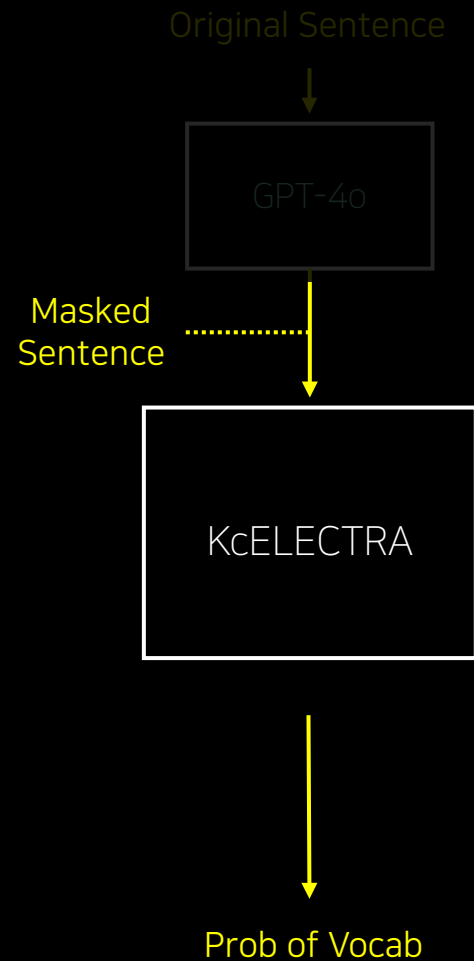 Original Sentence
GPT-4o
Masked
Sentence
KcELECTRA
Prob of Vocab